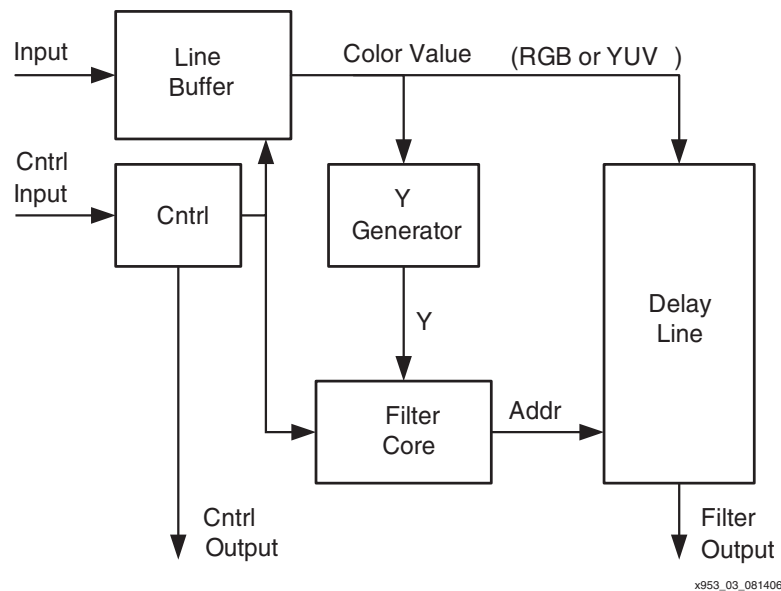 Input
Line
Buffer
Color Value
(RGB or YUV )
Cntrl
Input
Cntrl
Y
Generator
Y
Delay
Line
Filter
Core
Addr
Cntrl
Output
Filter
Output
x953_03_081406